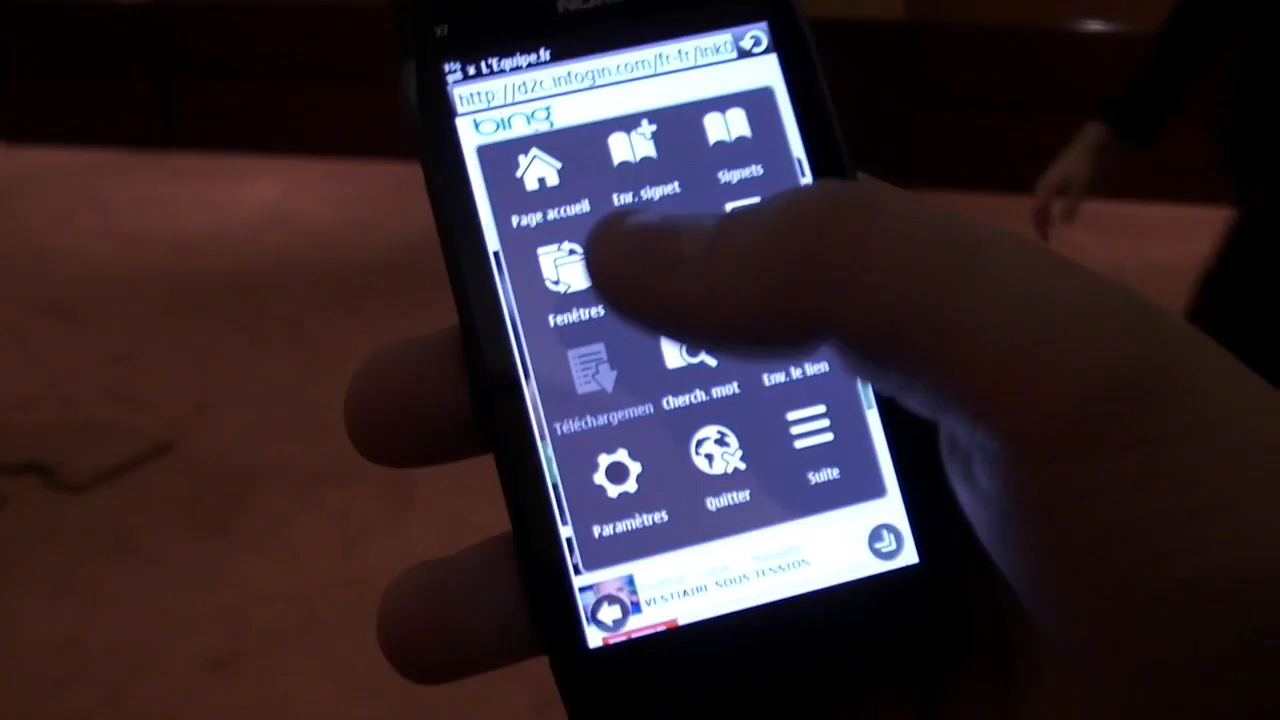 L'Equipe.fr
http://d2c.infogin.com/fr-fr/lnk0
bing
Page accueil
Enr. signet
Signets
Fenêtres
Téléchargemen
Cherch. mot
Env. le lien
Paramètres
Quitter
Suite
VESTIAIRE SOUS TENSION